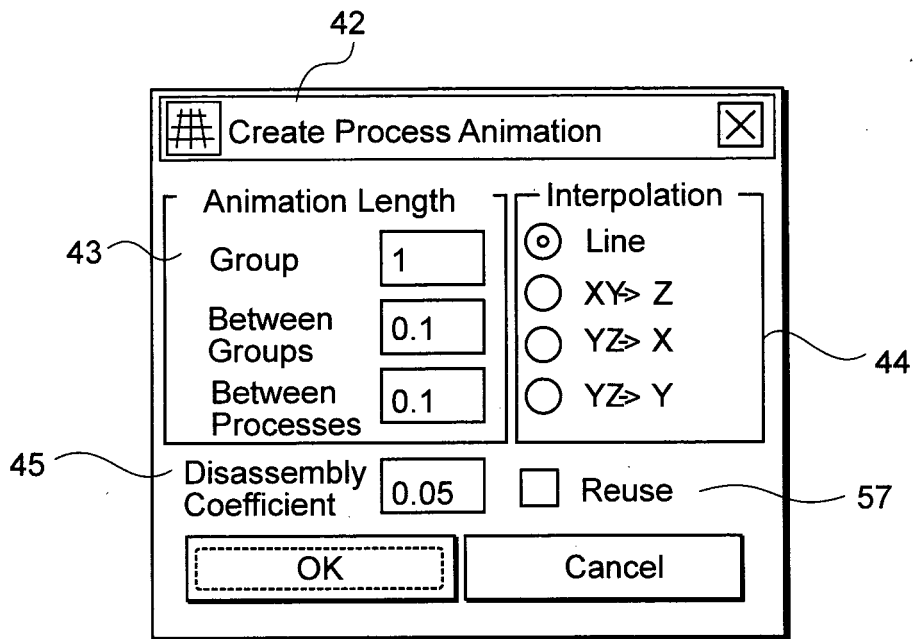 42
Create Process Animation
Animation Length
43
Group
1
Between
Groups
0.1
Between
Processes
0.1
Interpolation
Line
XY-> Z
YZ-> X
YZ-> Y
44
45
Disassembly
Coefficient
0.05
Reuse
57
OK
Cancel